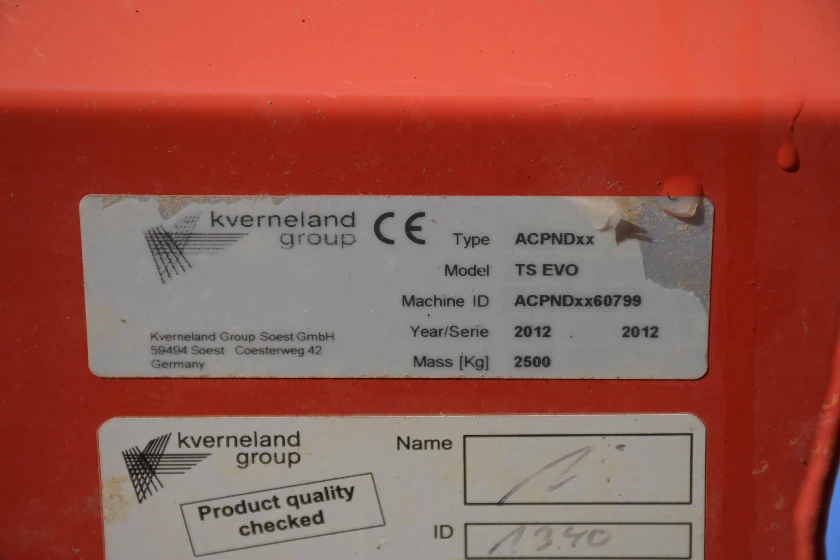 kverneland
group
CE
Type ACPNDxx
Model TS EVO
Machine ID ACPNDxx60799
Year/Serie 2012 2012
Mass [Kg] 2500
Kverneland Group Soest GmbH
59494 Soest Coesterweg 42
Germany
kverneland
group
Product quality
checked
Name
ID 1340